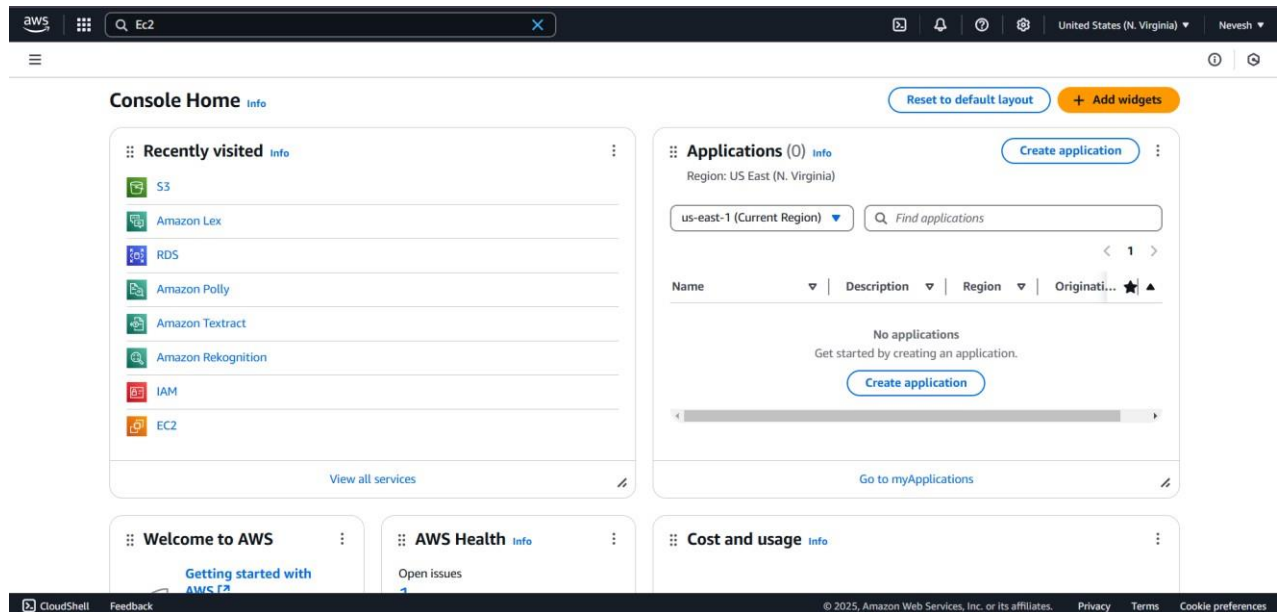 aws
Ec2
United States (N. Virginia)
Nevesh
Console Home Info
Reset to default layout
+ Add widgets
Recently visited Info
S3
Amazon Lex
RDS
Amazon Polly
Amazon Textract
Amazon Rekognition
IAM
EC2
View all services
Applications (0) Info
Create application
Region: US East (N. Virginia)
us-east-1 (Current Region)
Find applications
1
Name Description Region Originati...
No applications
Get started by creating an application.
Create application
Go to myApplications
Welcome to AWS
Getting started with
AWS
AWS Health Info
Open issues
Cost and usage Info
CloudShell Feedback
© 2025, Amazon Web Services, Inc. or its affiliates. Privacy Terms Cookie preferences